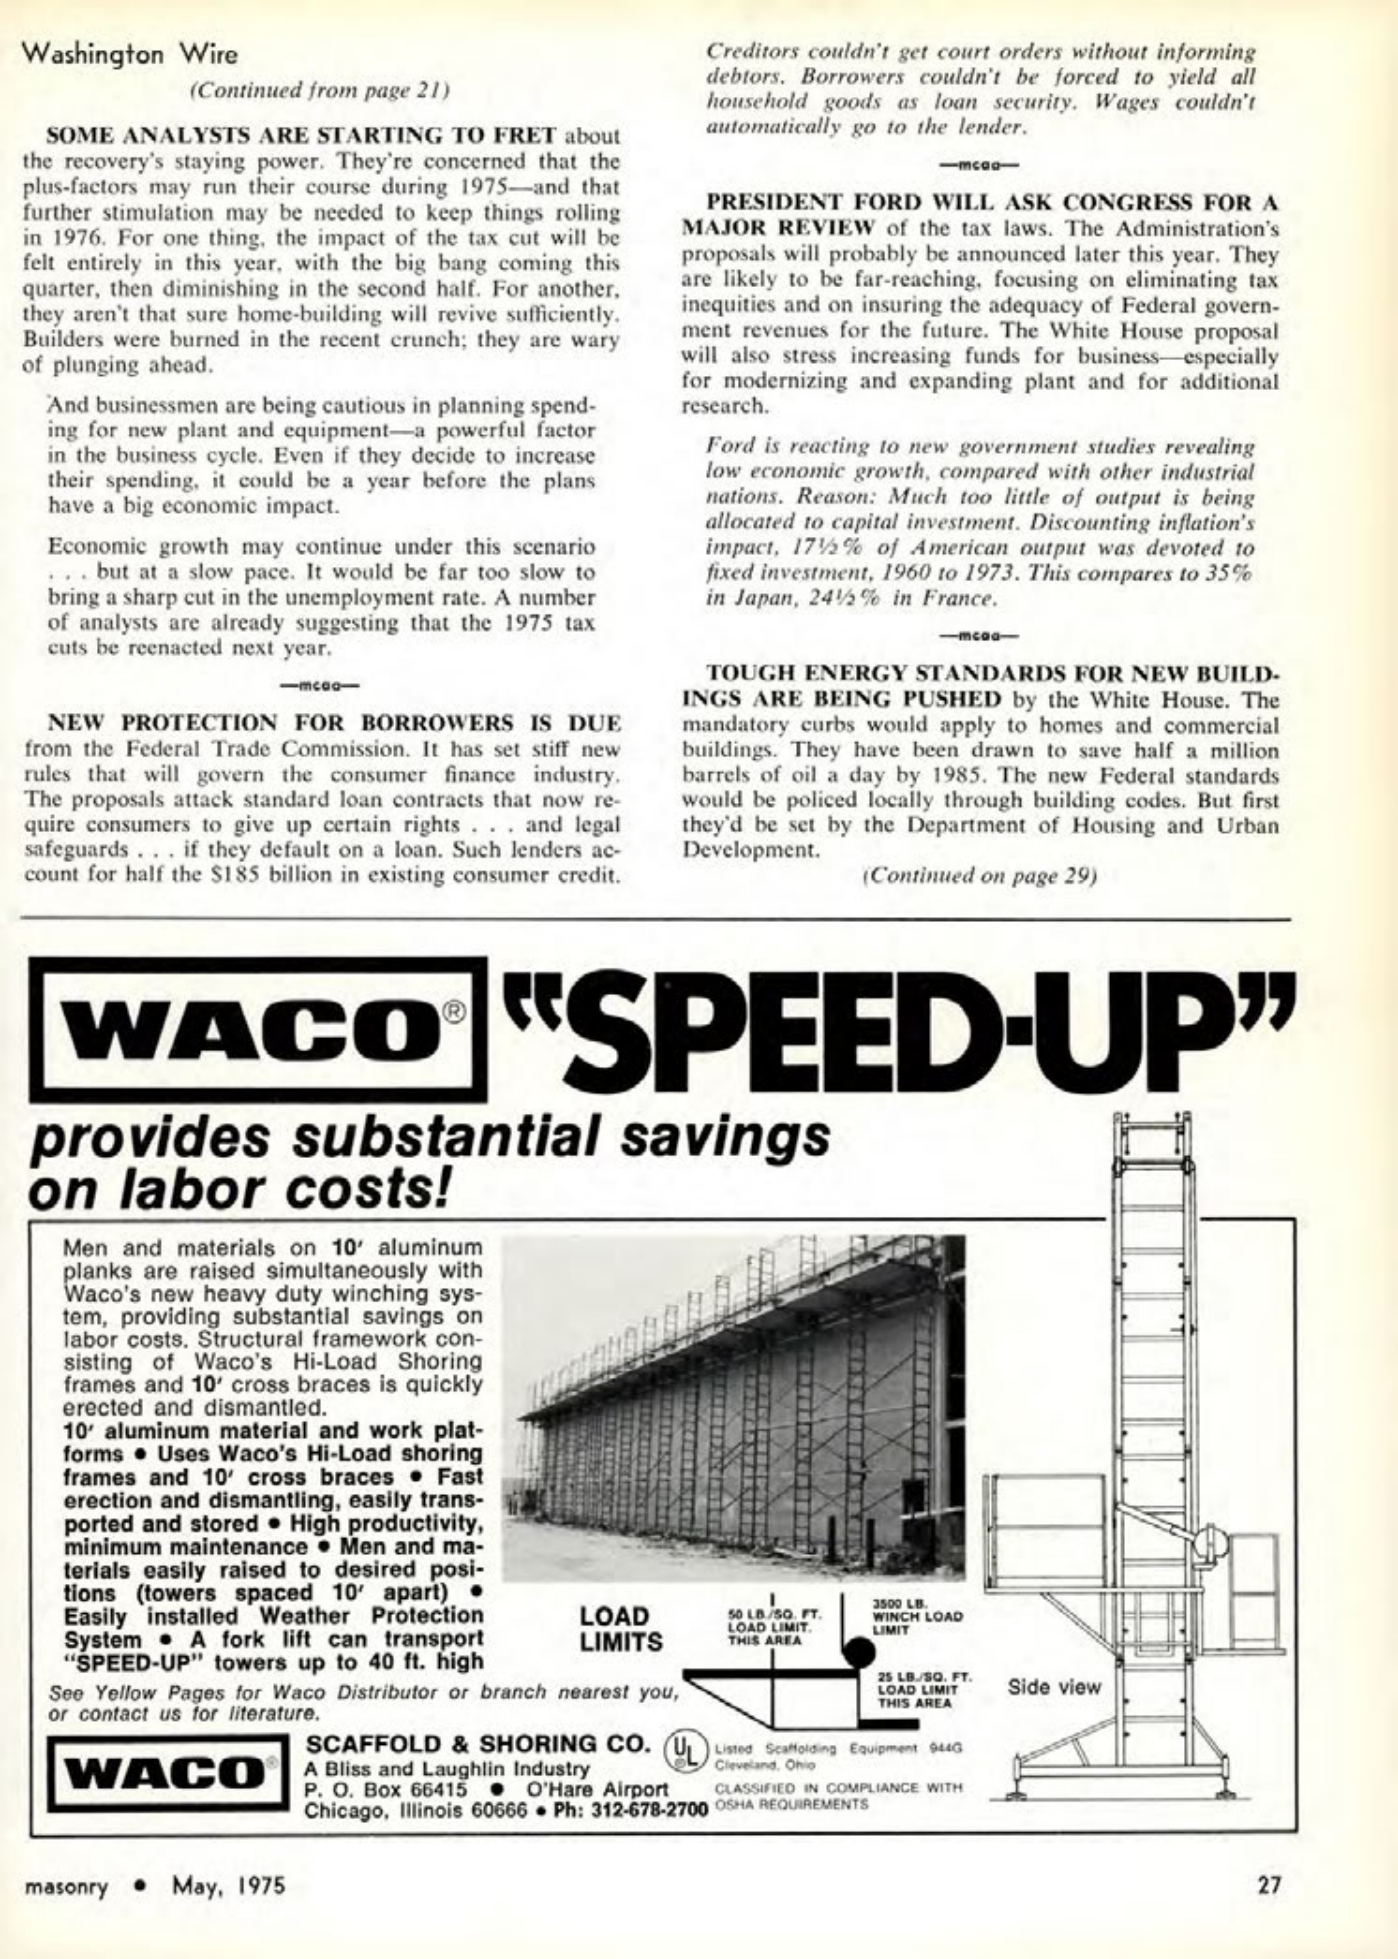 Washington Wire
(Continued from page 21)
SOME ANALYSTS ARE STARTING TO FRET about
the recovery's staying power. They're concerned that the
plus-factors may run their course during 1975—and that
further stimulation may be needed to keep things rolling
in 1976. For one thing, the impact of the tax cut will be
felt entirely in this year, with the big bang coming this
quarter, then diminishing in the second half. For another,
they aren't that sure home-building will revive sufficiently.
Builders were burned in the recent crunch; they are wary
of plunging ahead.
And businessmen are being cautious in planning spend-
ing for new plant and equipment—a powerful factor
in the business cycle. Even if they decide to increase
their spending, it could be a year before the plans
have a big economic impact.
Economic growth may continue under this scenario
. . . but at a slow pace. It would be far too slow to
bring a sharp cut in the unemployment rate. A number
of analysts are already suggesting that the 1975 tax
cuts be reenacted next year.
—mcaa—
NEW PROTECTION FOR BORROWERS IS DUE
from the Federal Trade Commission. It has set stiff new
rules that will govern the consumer finance industry.
The proposals attack standard loan contracts that now re-
quire consumers to give up certain rights . . . and legal
safeguards . . . if they default on a loan. Such lenders ac-
count for half the $185 billion in existing consumer credit.
Creditors couldn't get court orders without informing
debtors. Borrowers couldn't be forced to yield all
household goods as loan security. Wages couldn't
automatically go to the lender.
—mcaa—
PRESIDENT FORD WILL ASK CONGRESS FOR A
MAJOR REVIEW of the tax laws. The Administration's
proposals will probably be announced later this year. They
are likely to be far-reaching, focusing on eliminating tax
inequities and on insuring the adequacy of Federal govern-
ment revenues for the future. The White House proposal
will also stress increasing funds for business—especially
for modernizing and expanding plant and for additional
research.
Ford is reacting to new government studies revealing
low economic growth, compared with other industrial
nations. Reason: Much too little of output is being
allocated to capital investment. Discounting inflation's
impact, 17½% of American output was devoted to
fixed investment, 1960 to 1973. This compares to 35%
in Japan, 24½% in France.
—mcaa—
TOUGH ENERGY STANDARDS FOR NEW BUILD-
INGS ARE BEING PUSHED by the White House. The
mandatory curbs would apply to homes and commercial
buildings. They have been drawn to save half a million
barrels of oil a day by 1985. The new Federal standards
would be policed locally through building codes. But first
they'd be set by the Department of Housing and Urban
Development.
(Continued on page 29)
WACO® "SPEED-UP"
provides substantial savings
on labor costs!
Men and materials on 10' aluminum
planks are raised simultaneously with
Waco's new heavy duty winching sys-
tem, providing substantial savings on
labor costs. Structural framework con-
sisting of Waco's Hi-Load Shoring
frames and 10' cross braces is quickly
erected and dismantled.
10' aluminum material and work plat-
forms • Uses Waco's Hi-Load shoring
frames and 10' cross braces • Fast
erection and dismantling, easily trans-
ported and stored • High productivity,
minimum maintenance • Men and ma-
terials easily raised to desired posi-
tions (towers spaced 10' apart) •
Easily installed Weather Protection
System • A fork lift can transport
"SPEED-UP" towers up to 40 ft. high
See Yellow Pages for Waco Distributor or branch nearest you,
or contact us for literature.
LOAD
LIMITS
50 LB./SQ. FT.
LOAD LIMIT.
THIS AREA
3500 LB.
WINCH LOAD
LIMIT
25 LB./SQ. FT.
LOAD LIMIT
THIS AREA
Side view
WACO®
SCAFFOLD & SHORING CO.
A Bliss and Laughlin Industry
P. O. Box 66415 • O'Hare Airport
Chicago, Illinois 60666 • Ph: 312-678-2700
UL
Listed Scaffolding Equipment 944G
Cleveland, Ohio
CLASSIFIED IN COMPLIANCE WITH
OSHA REQUIREMENTS
masonry • May, 1975
27